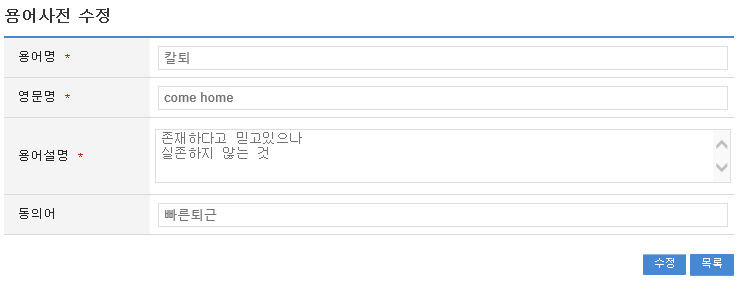 용어사전 수정
용어명 * 칼퇴
영문명 * come home
용어설명 * 존재하다고 믿고있으나
실존하지 않는 것
동의어 빠른퇴근
수정 목록